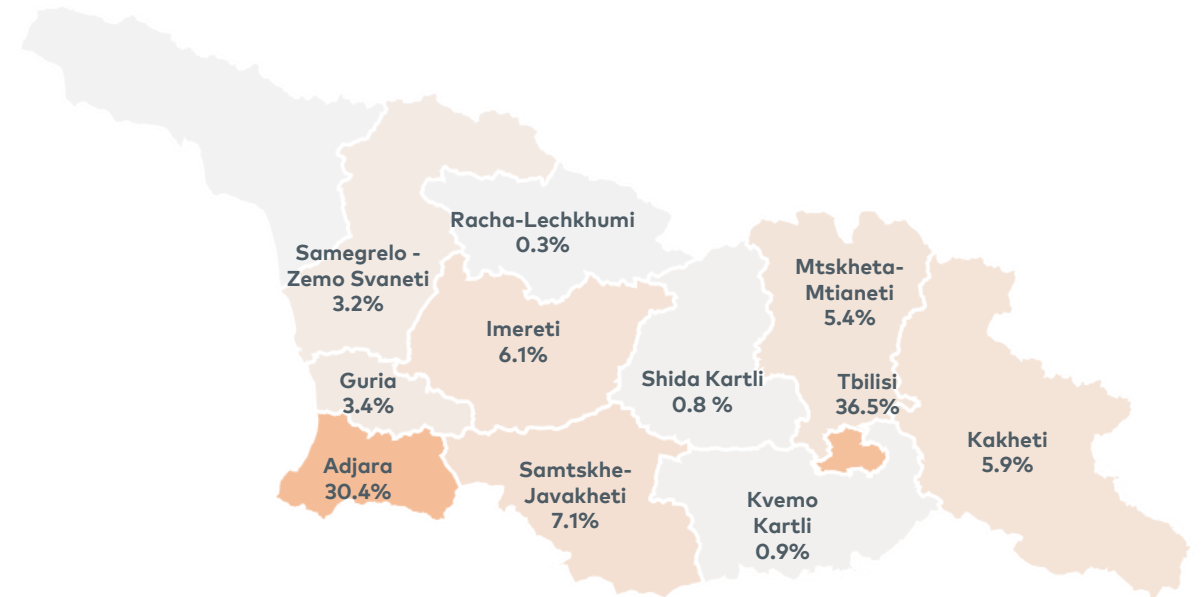 Racha-Lechkhumi
0.3%
Samegrelo -
Zemo Svaneti
3.2%
Mtskheta-
Mtianeti
5.4%
Imereti
6.1%
Guria
3.4%
Shida Kartli
0.8 %
Tbilisi
36.5%
Kakheti
5.9%
Adjara
30.4%
Samtskhe-
Javakheti
7.1%
Kvemo
Kartli
0.9%